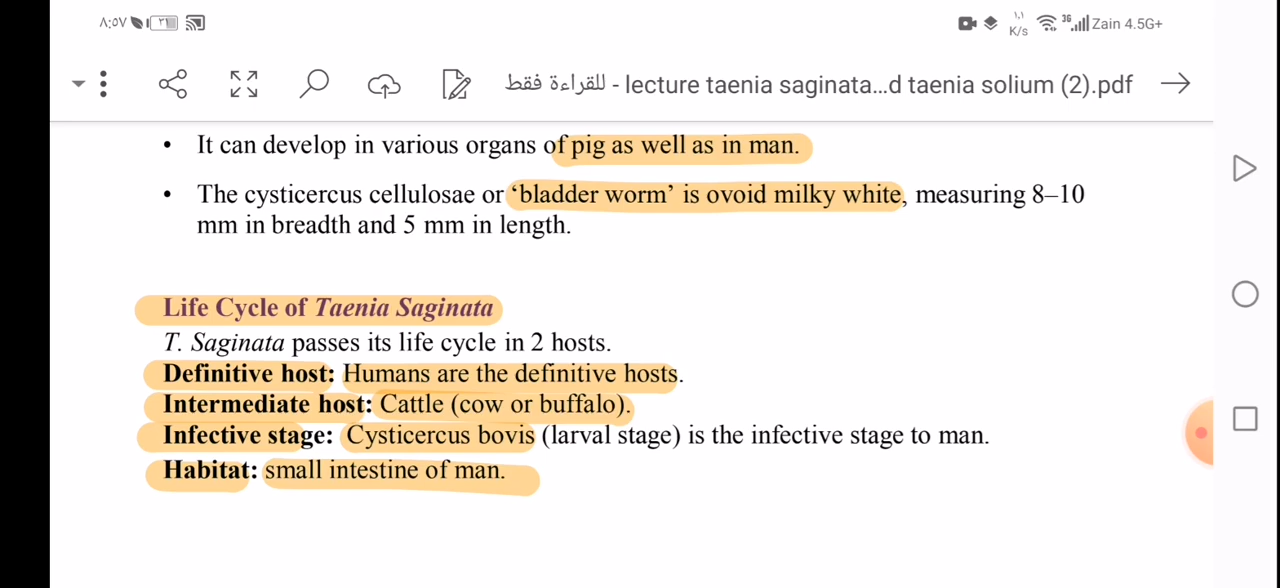 ٨:٥٧ ٢١
١.١ K/s 3G Zain 4.5G+
للقراءة فقط - lecture taenia saginata...d taenia solium (2).pdf
• It can develop in various organs of pig as well as in man.
• The cysticercus cellulosae or ‘bladder worm’ is ovoid milky white, measuring 8–10
mm in breadth and 5 mm in length.
Life Cycle of Taenia Saginata
T. Saginata passes its life cycle in 2 hosts.
Definitive host: Humans are the definitive hosts.
Intermediate host: Cattle (cow or buffalo).
Infective stage: Cysticercus bovis (larval stage) is the infective stage to man.
Habitat: small intestine of man.